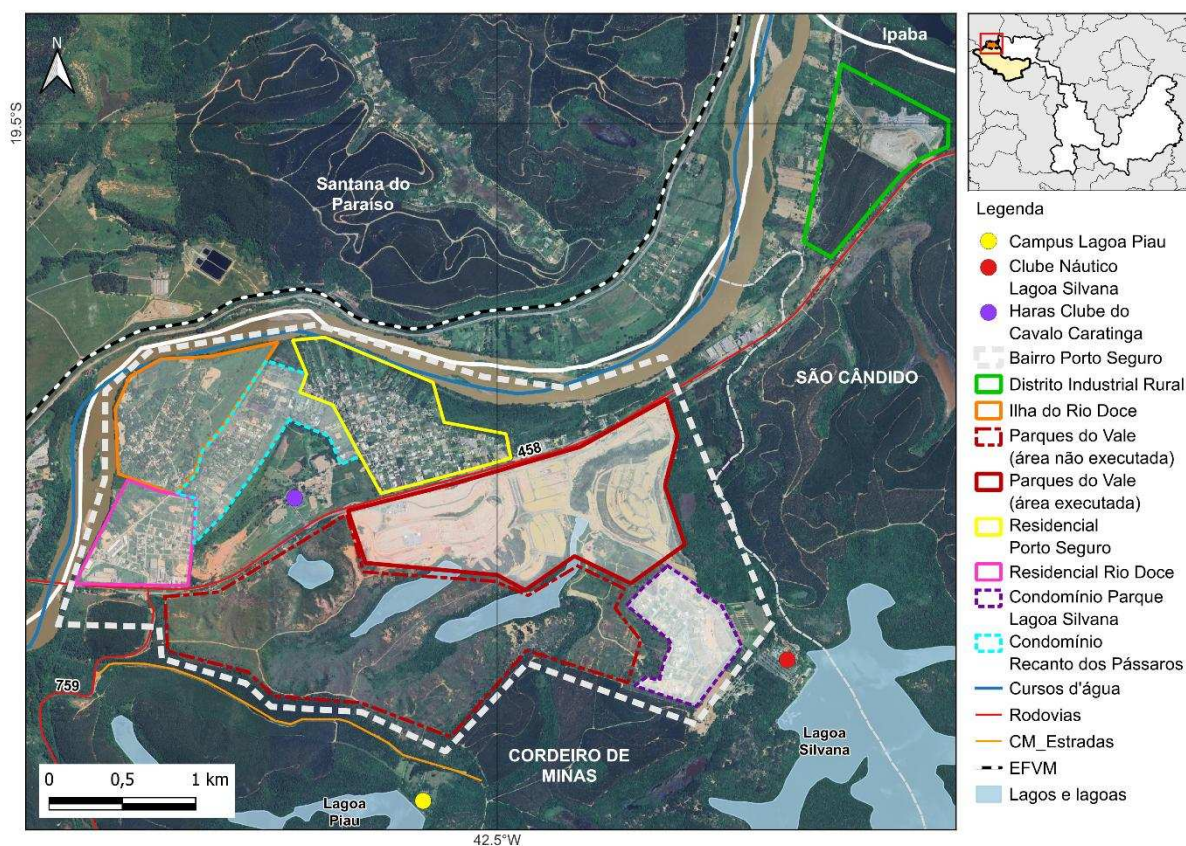 N
Ipaba
19.5°S
Santana do
Paraíso
SÃO CÂNDIDO
458
759
CORDEIRO DE
MINAS
Lagoa
Silvana
Lagoa
Piau
0 0,5 1 km
42.5°W
Legenda
Campus Lagoa Piau
Clube Náutico
Lagoa Silvana
Haras Clube do
Cavalo Caratinga
Bairro Porto Seguro
Distrito Industrial Rural
Ilha do Rio Doce
Parques do Vale
(área não executada)
Parques do Vale
(área executada)
Residencial
Porto Seguro
Residencial Rio Doce
Condomínio Parque
Lagoa Silvana
Condomínio
Recanto dos Pássaros
Cursos d'água
Rodovias
CM_Estradas
EFVM
Lagos e lagoas